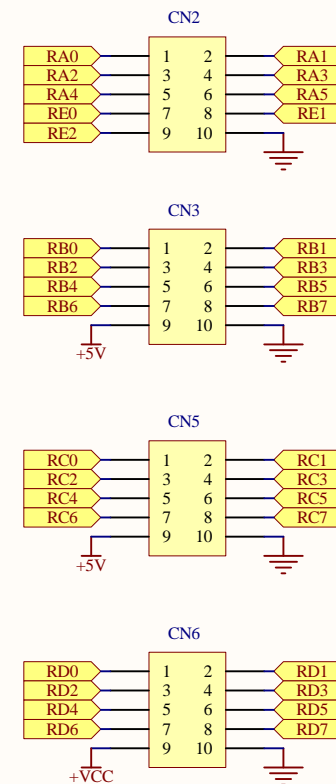 CN2
RA0 1 2 RA1
RA2 3 4 RA3
RA4 5 6 RA5
RE0 7 8 RE1
RE2 9 10
CN3
RB0 1 2 RB1
RB2 3 4 RB3
RB4 5 6 RB5
RB6 7 8 RB7
9 10
+5V
CN5
RC0 1 2 RC1
RC2 3 4 RC3
RC4 5 6 RC5
RC6 7 8 RC7
9 10
+5V
CN6
RD0 1 2 RD1
RD2 3 4 RD3
RD4 5 6 RD5
RD6 7 8 RD7
9 10
+VCC